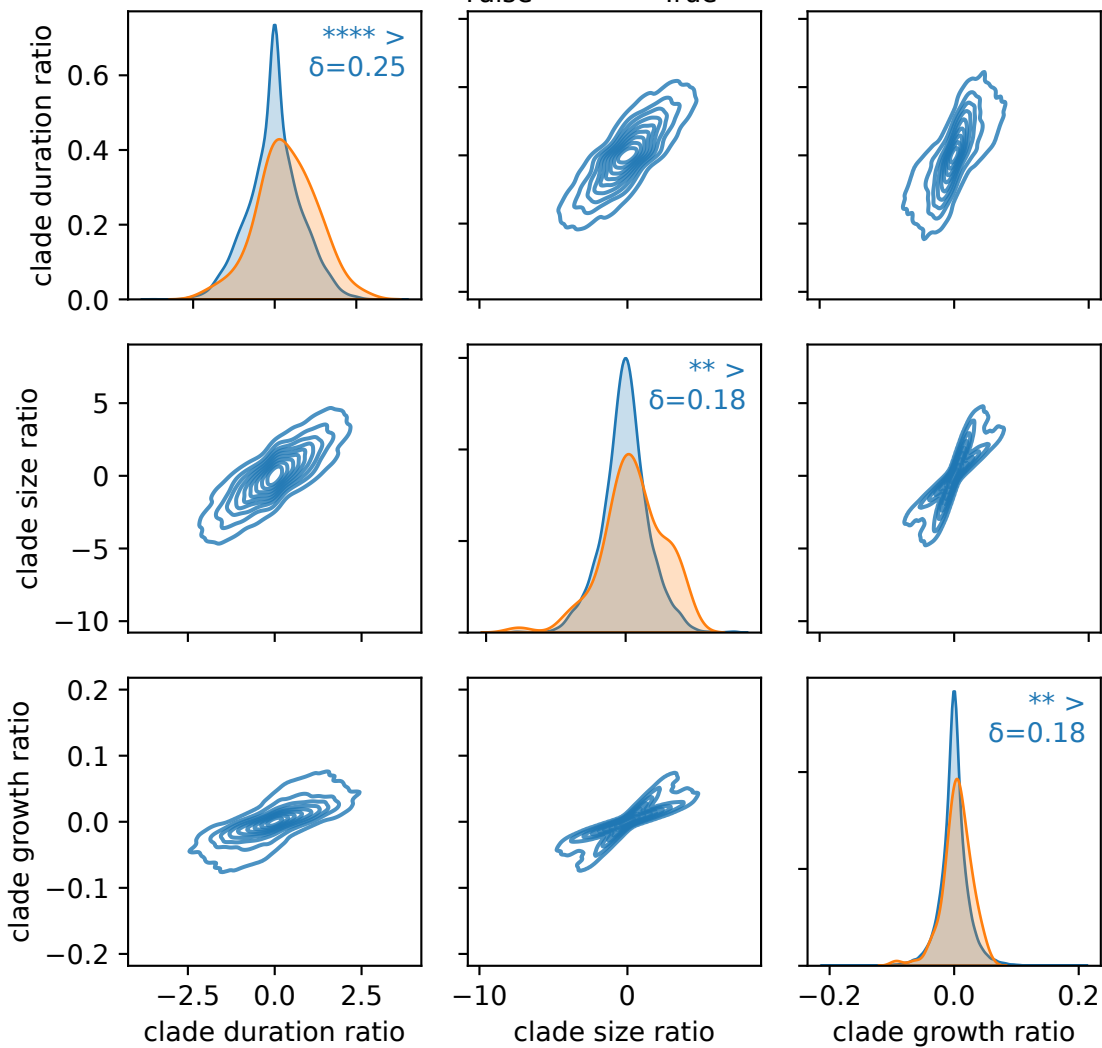 False True
clade duration ratio
0.6
0.4
0.2
0.0
**** >
δ=0.25
clade size ratio
5
0
−5
−10
** >
δ=0.18
clade growth ratio
0.2
0.1
0.0
−0.1
−0.2
** >
δ=0.18
−2.5 0.0 2.5
−10 0
−0.2 0.0 0.2
clade duration ratio
clade size ratio
clade growth ratio